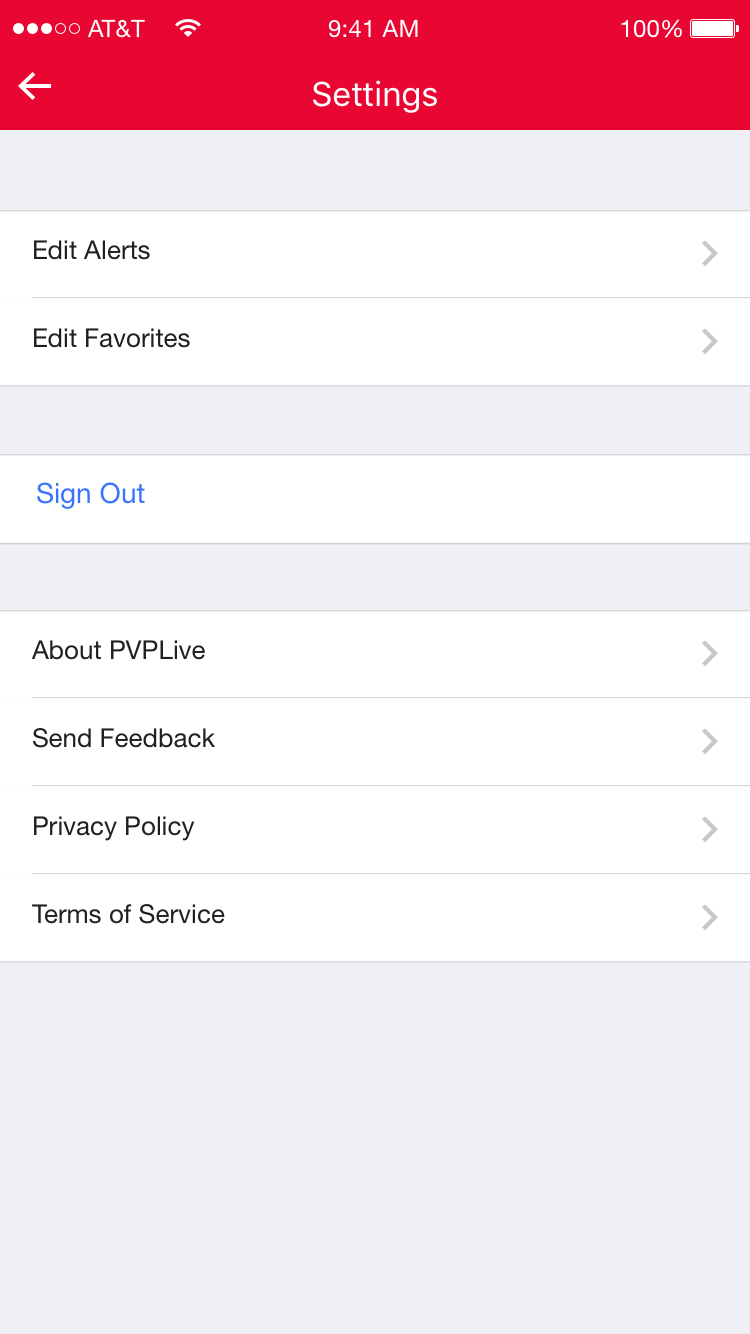 AT&T 9:41 AM 100%
Settings
Edit Alerts
Edit Favorites
Sign Out
About PVPLive
Send Feedback
Privacy Policy
Terms of Service